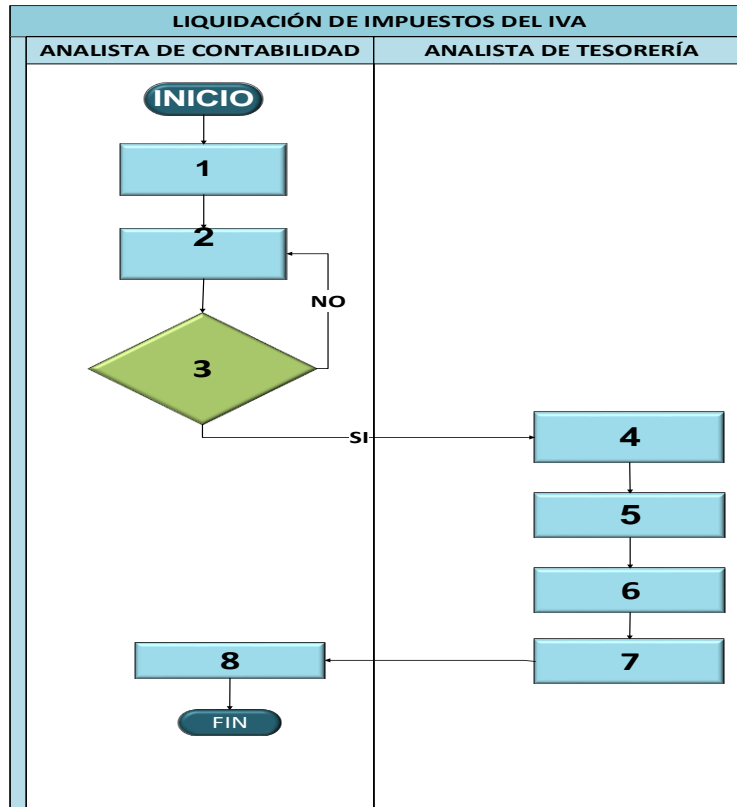 LIQUIDACIÓN DE IMPUESTOS DEL IVA
ANALISTA DE CONTABILIDAD
ANALISTA DE TESORERÍA
INICIO
1
2
NO
3
SI
4
5
6
7
8
FIN